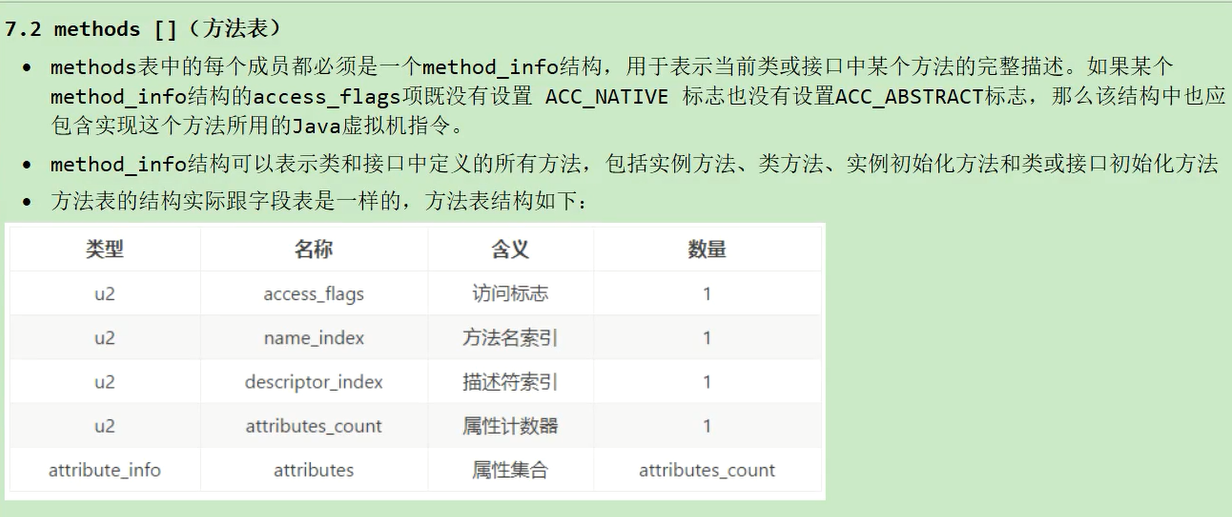 7.2 methods []（方法表）
• methods表中的每个成员都必须是一个method_info结构，用于表示当前类或接口中某个方法的完整描述。如果某个
method_info结构的access_flags项既没有设置 ACC_NATIVE 标志也没有设置ACC_ABSTRACT标志，那么该结构中也应
包含实现这个方法所用的Java虚拟机指令。
• method_info结构可以表示类和接口中定义的所有方法，包括实例方法、类方法、实例初始化方法和类或接口初始化方法
• 方法表的结构实际跟字段表是一样的，方法表结构如下：
类型 名称 含义 数量
u2 access_flags 访问标志 1
u2 name_index 方法名索引 1
u2 descriptor_index 描述符索引 1
u2 attributes_count 属性计数器 1
attribute_info attributes 属性集合 attributes_count